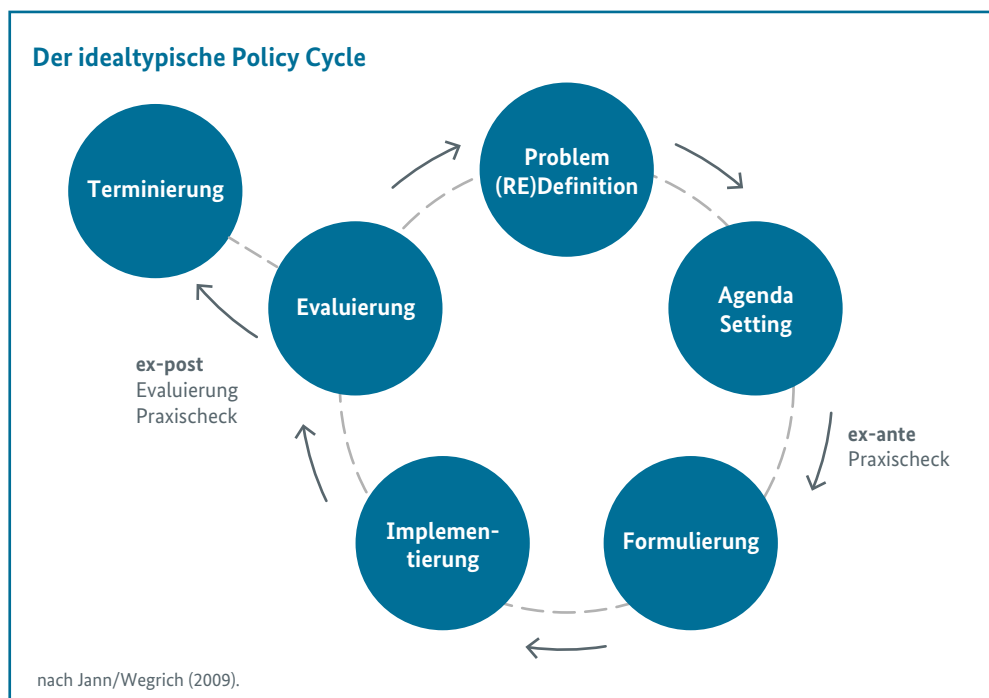 Der idealtypische Policy Cycle
Problem
(RE)Definition
Terminierung
Agenda
Setting
Evaluierung
ex-post
Evaluierung
Praxischeck
ex-ante
Praxischeck
Implemen-
tierung
Formulierung
nach Jann/Wegrich (2009).